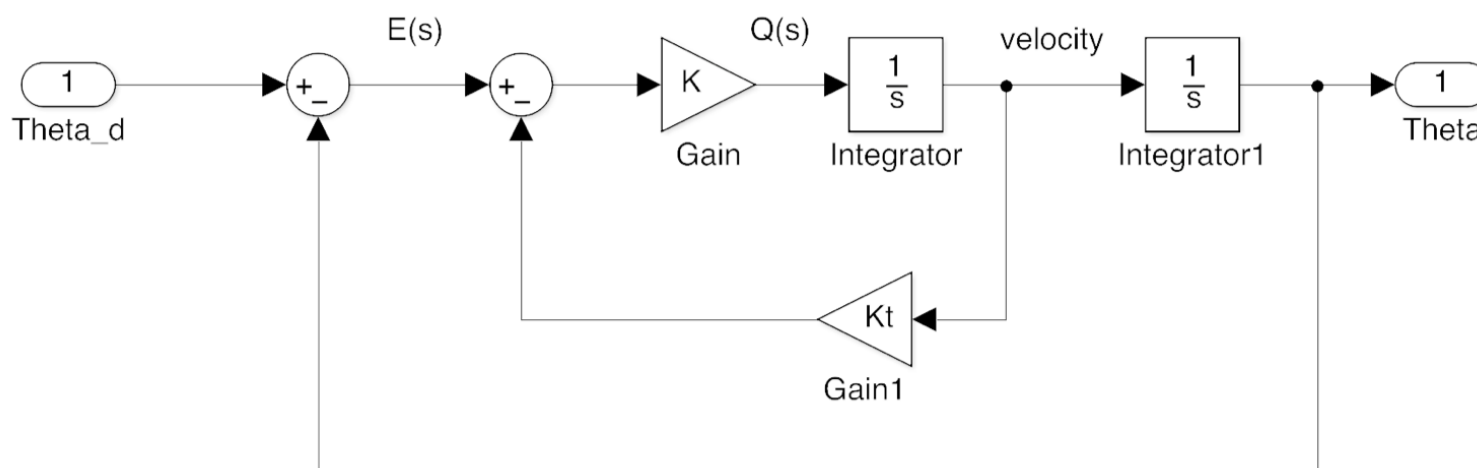 E(s)
Q(s)
velocity
1
+
−
+
−
K
1
s
1
s
1
Theta_d
Gain
Integrator
Integrator1
Theta
Kt
Gain1